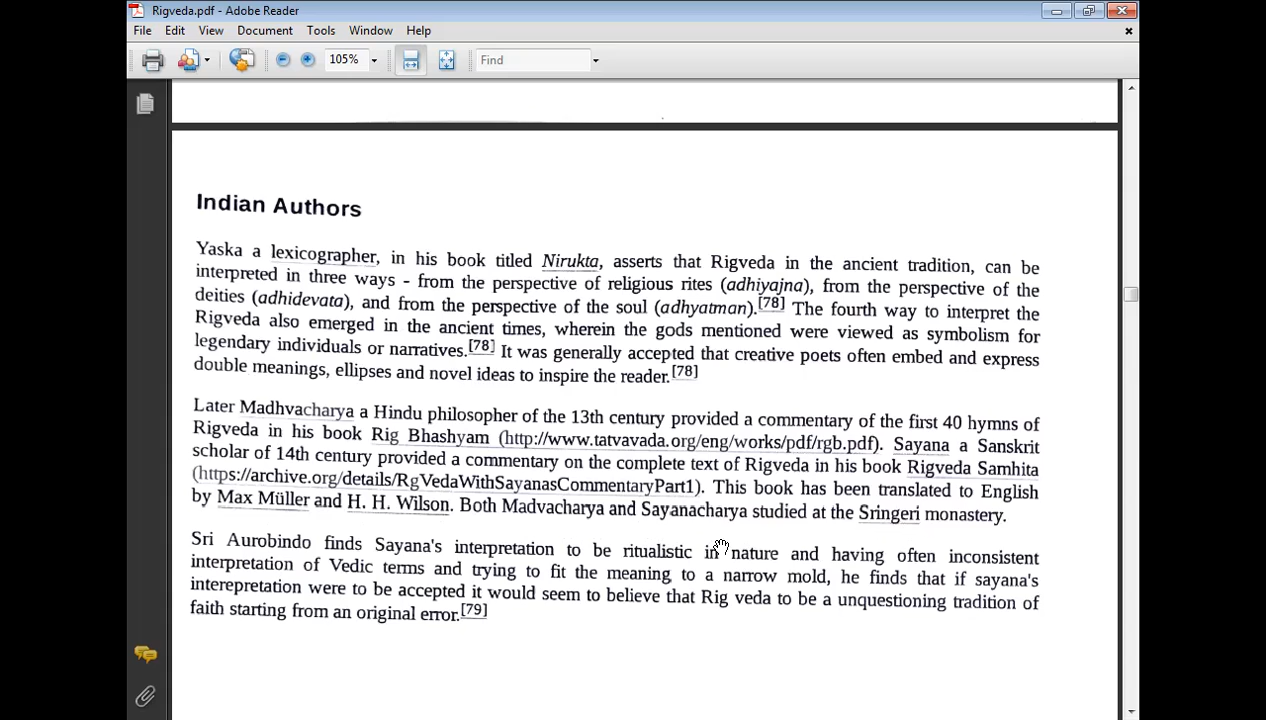 Rigveda.pdf - Adobe Reader
File Edit View Document Tools Window Help
105% Find
Indian Authors
Yaska a lexicographer, in his book titled Nirukta, asserts that Rigveda in the ancient tradition, can be
interpreted in three ways - from the perspective of religious rites (adhiyajna), from the perspective of the
deities (adhidevata), and from the perspective of the soul (adhyatman).[78] The fourth way to interpret the
Rigveda also emerged in the ancient times, wherein the gods mentioned were viewed as symbolism for
legendary individuals or narratives.[78] It was generally accepted that creative poets often embed and express
double meanings, ellipses and novel ideas to inspire the reader.[78]
Later Madhvacharya a Hindu philosopher of the 13th century provided a commentary of the first 40 hymns of
Rigveda in his book Rig Bhashyam (http://www.tatvavada.org/eng/works/pdf/rgb.pdf). Sayana a Sanskrit
scholar of 14th century provided a commentary on the complete text of Rigveda in his book Rigveda Samhita
(https://archive.org/details/RgVedaWithSayanasCommentaryPart1). This book has been translated to English
by Max Müller and H. H. Wilson. Both Madvacharya and Sayanacharya studied at the Sringeri monastery.
Sri Aurobindo finds Sayana's interpretation to be ritualistic in nature and having often inconsistent
interpretation of Vedic terms and trying to fit the meaning to a narrow mold, he finds that if sayana's
interepretation were to be accepted it would seem to believe that Rig veda to be a unquestioning tradition of
faith starting from an original error.[79]